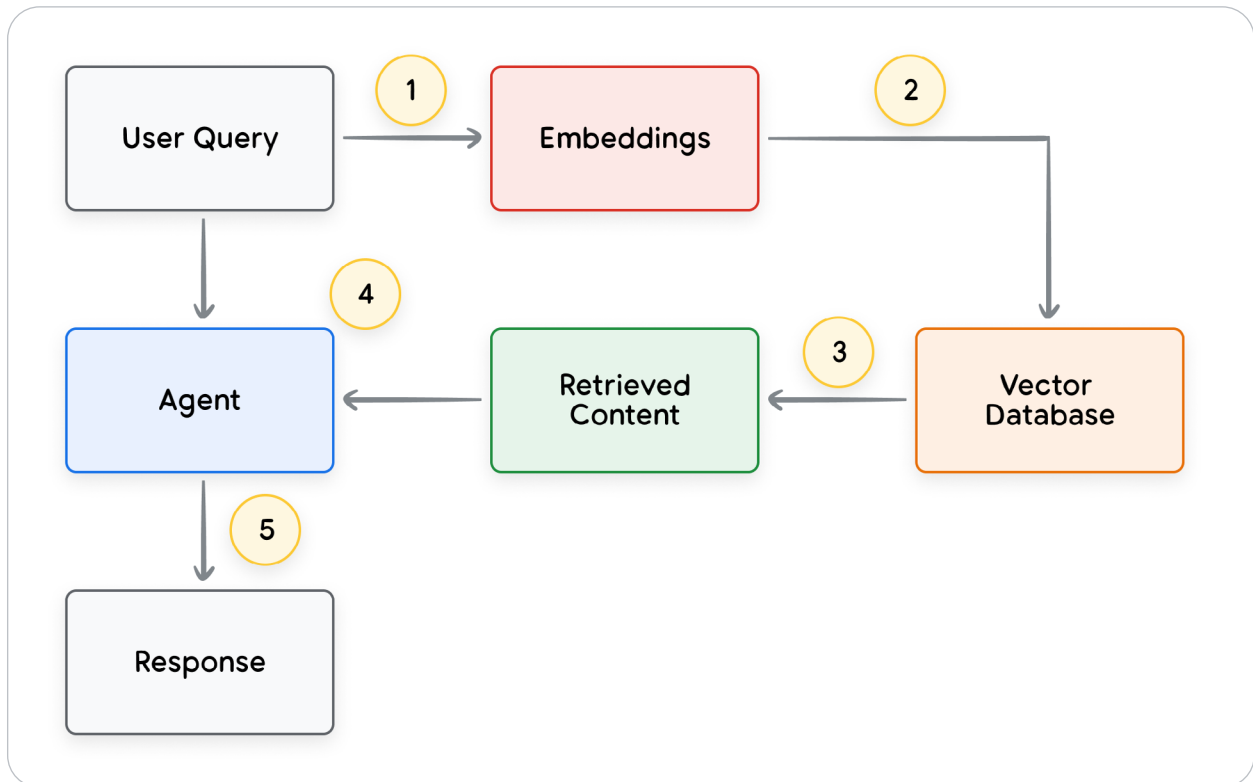 User Query
1
Embeddings
2
4
Agent
Retrieved
Content
3
Vector
Database
5
Response